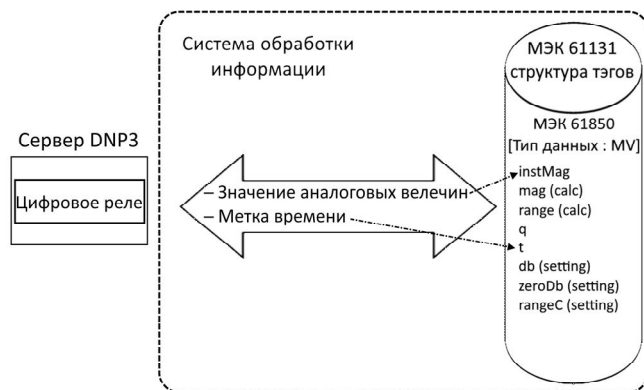 Система обработки
информации
МЭК 61131
структура тэгов
МЭК 61850
[Тип данных : MV]
instMag
mag (calc)
range (calc)
q
t
db (setting)
zeroDb (setting)
rangeC (setting)
Сервер DNP3
Цифровое реле
– Значение аналоговых велечин
– Метка времени